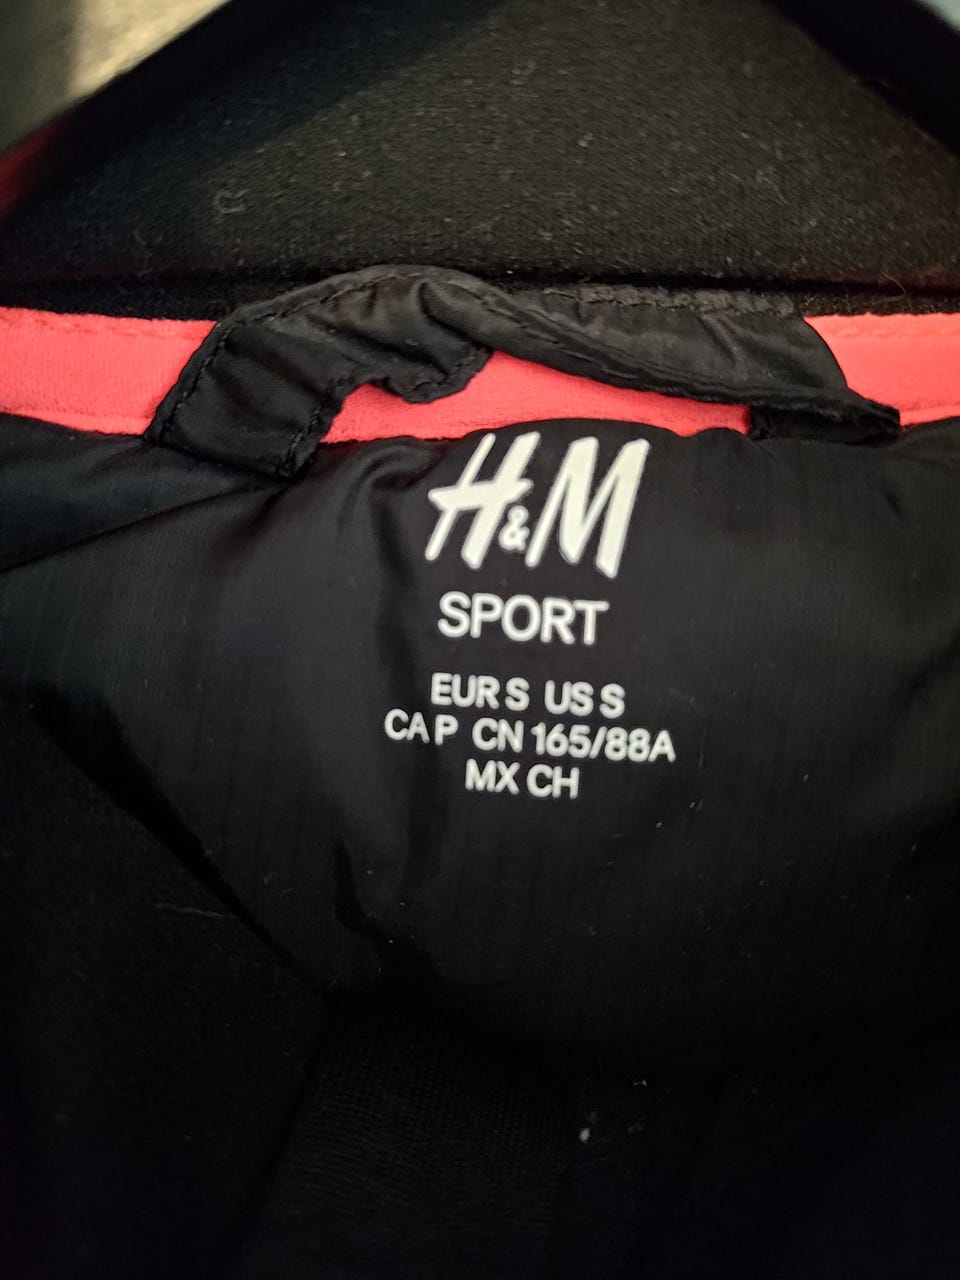 H&M
SPORT
EUR S US S
CA P CN 165/88A
MX CH